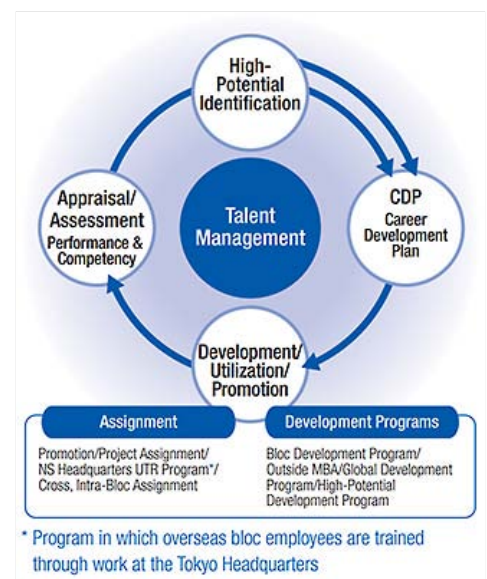 High-
Potential
Identification
Appraisal/
Assessment
Performance &
Competency
Talent
Management
CDP
Career
Development
Plan
Development/
Utilization/
Promotion
Assignment
Promotion/Project Assignment/
NS Headquarters UTR Program*/
Cross, Intra-Bloc Assignment
Development Programs
Bloc Development Program/
Outside MBA/Global Development
Program/High-Potential
Development Program
* Program in which overseas bloc employees are trained
through work at the Tokyo Headquarters